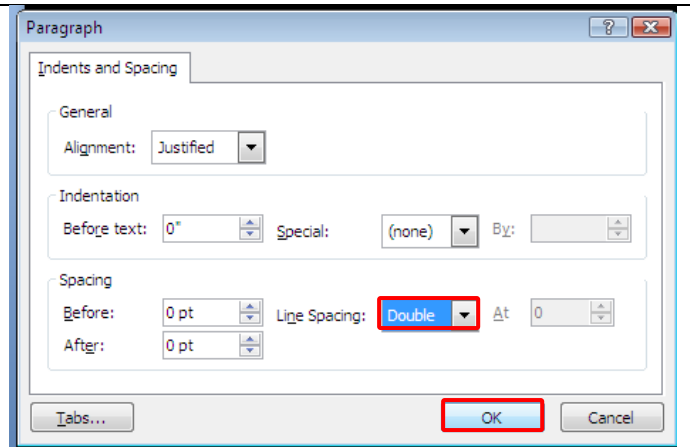 Paragraph
Indents and Spacing
General
Alignment: Justified
Indentation
Before text: 0" Special: (none) By:
Spacing
Before: 0 pt Line Spacing: Double At 0
After: 0 pt
Tabs... OK Cancel